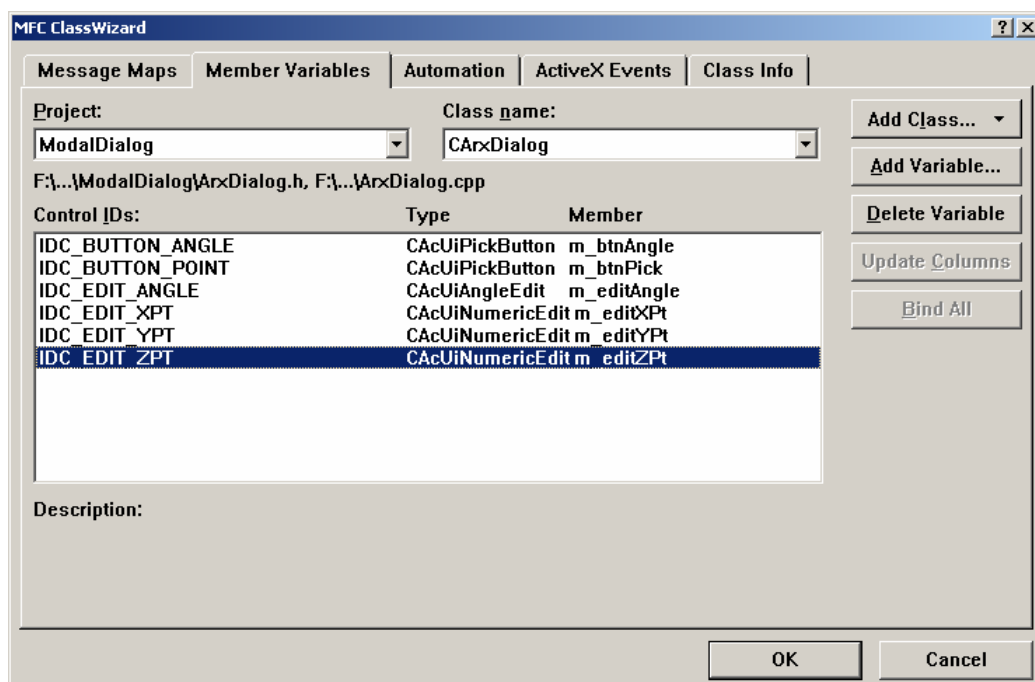 MFC ClassWizard
Message Maps Member Variables Automation ActiveX Events Class Info
Project: Class name:
Add Class...
ModalDialog CArxDialog
Add Variable...
F:\...\ModalDialog\ArxDialog.h, F:\...\ArxDialog.cpp
Control IDs: Type Member
Delete Variable
IDC_BUTTON_ANGLE CAcUiPickButton m_btnAngle
IDC_BUTTON_POINT CAcUiPickButton m_btnPick
Update Columns
IDC_EDIT_ANGLE CAcUiAngleEdit m_editAngle
IDC_EDIT_XPT CAcUiNumericEdit m_editXPt
Bind All
IDC_EDIT_YPT CAcUiNumericEdit m_editYPt
IDC_EDIT_ZPT CAcUiNumericEdit m_editZPt
Description:
OK Cancel